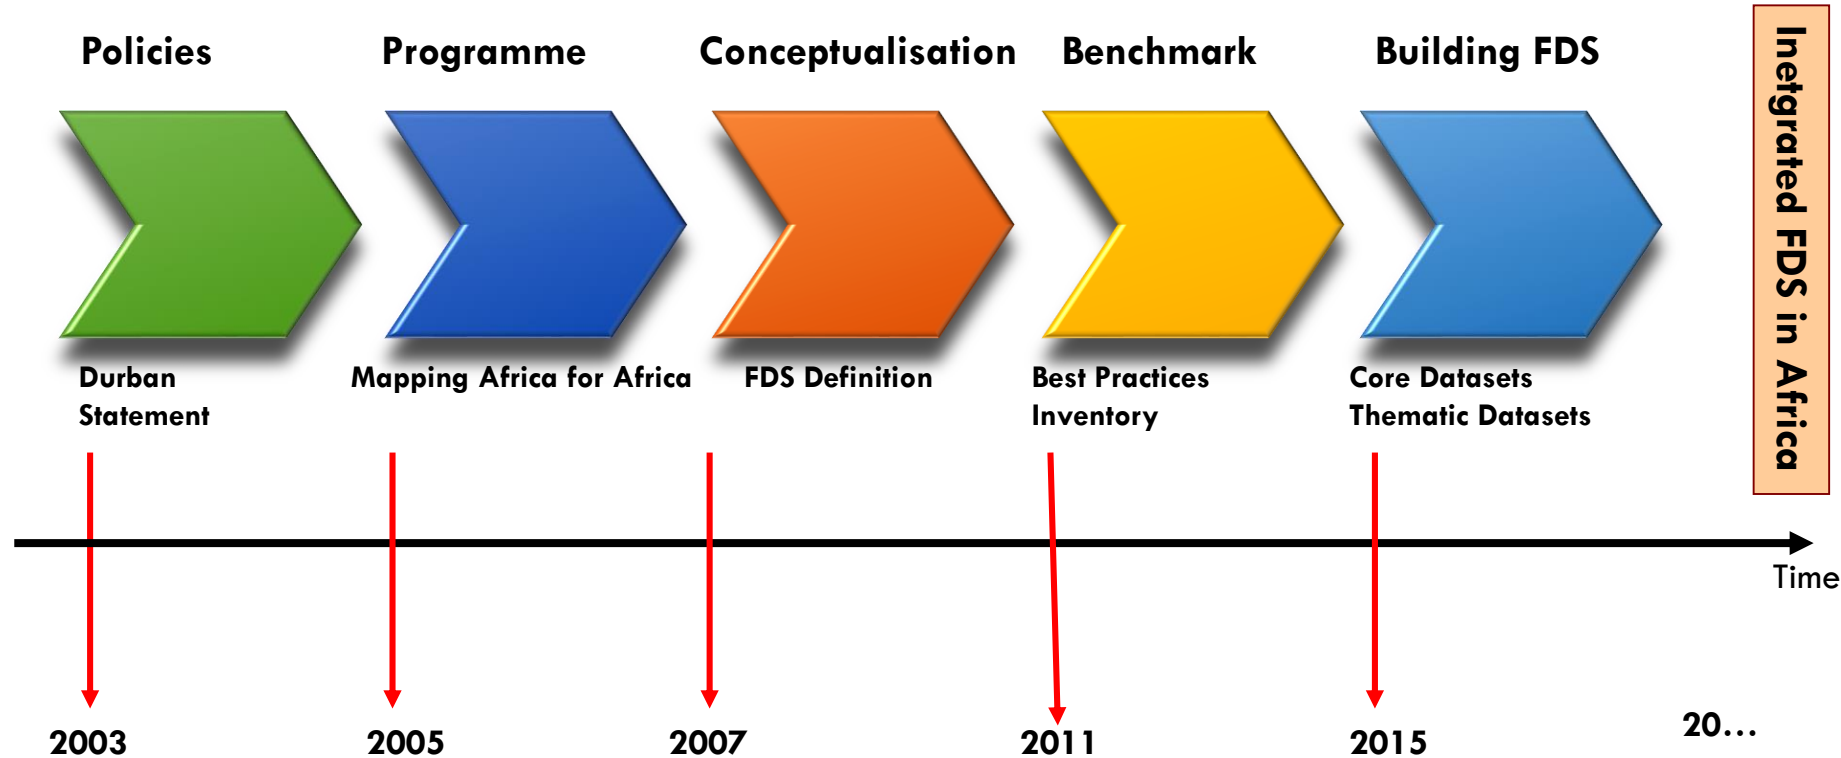 Policies
Programme
Conceptualisation
Benchmark
Building FDS
Inetgrated FDS in Africa
Durban
Statement
Mapping Africa for Africa
FDS Definition
Best Practices
Inventory
Core Datasets
Thematic Datasets
Time
2003
2005
2007
2011
2015
20...